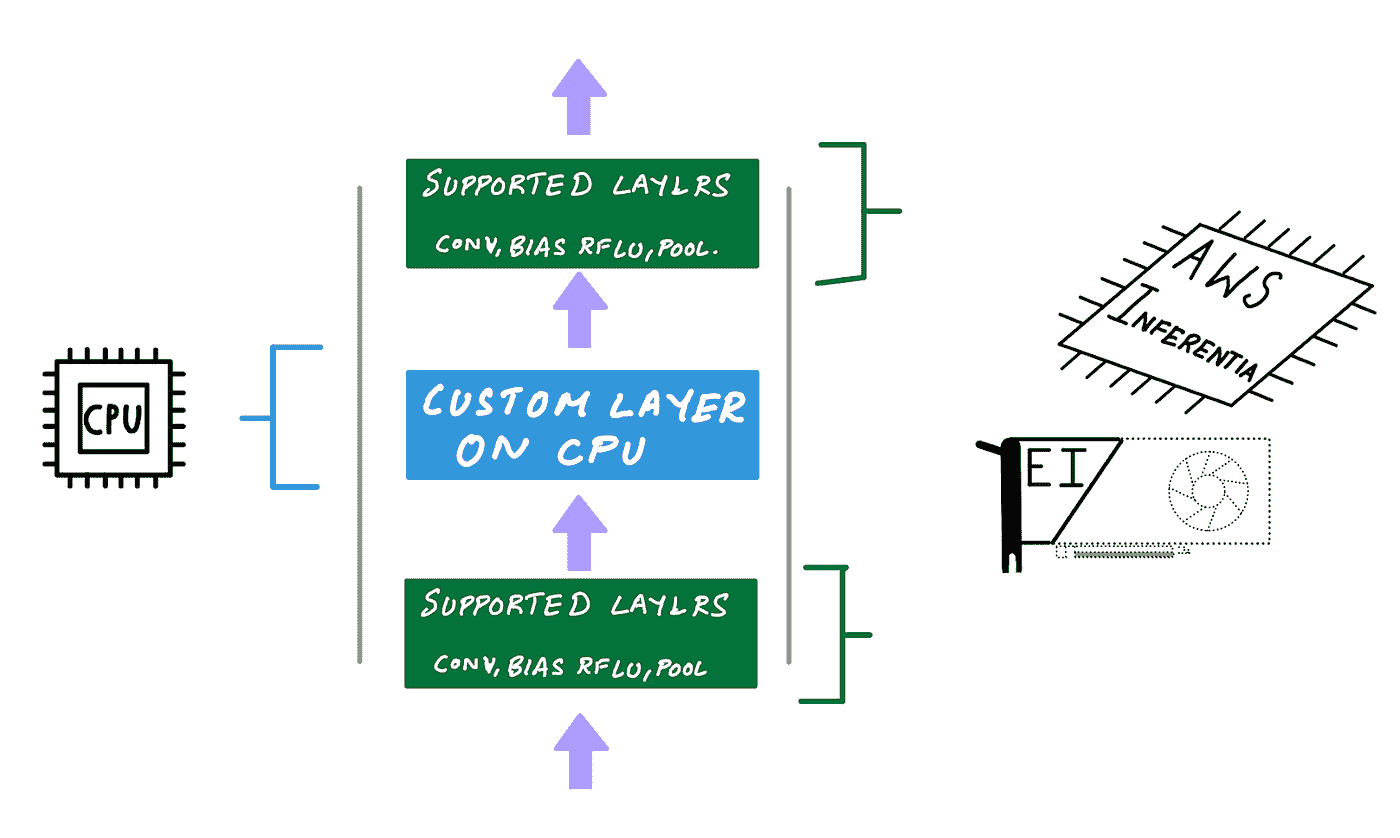 SUPPORTED LAYLRS
CONV, BIAS RFLU, POOL.
CPU
CUSTOM LAYER
ON CPU
SUPPORTED LAYLRS
CONV, BIAS RFLU, POOL
AWS
INFERENTIA
EI